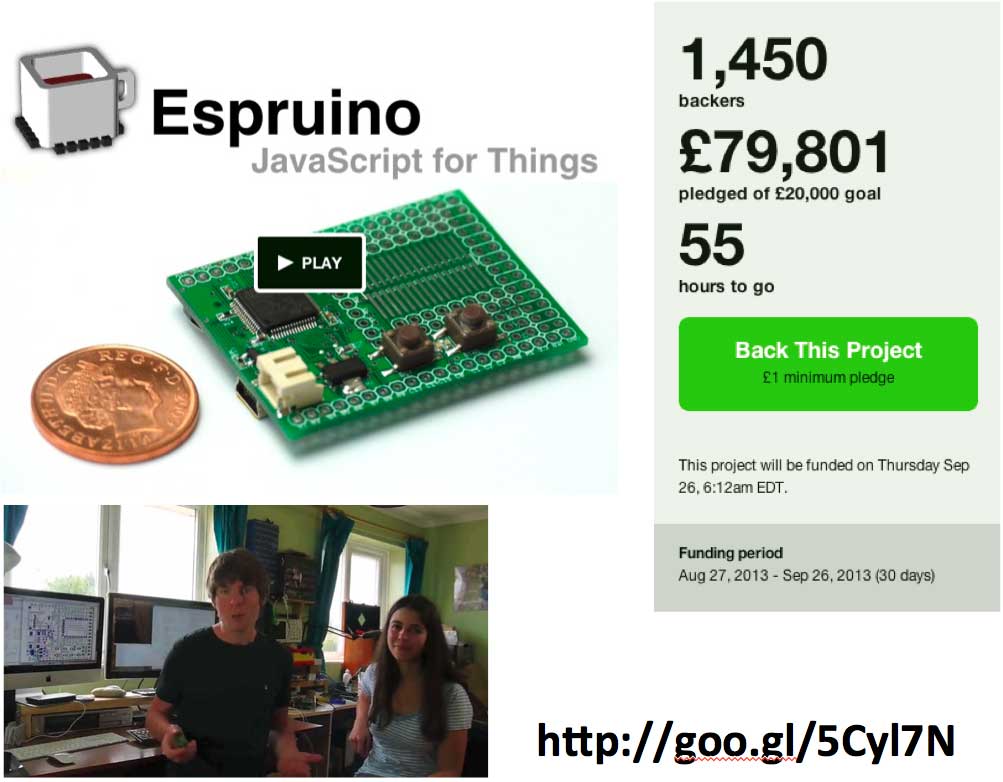 Espruino
JavaScript for Things
PLAY
1,450
backers
£79,801
pledged of £20,000 goal
55
hours to go
Back This Project
£1 minimum pledge
This project will be funded on Thursday Sep
26, 6:12am EDT.
Funding period
Aug 27, 2013 - Sep 26, 2013 (30 days)
http://goo.gl/5Cyl7N